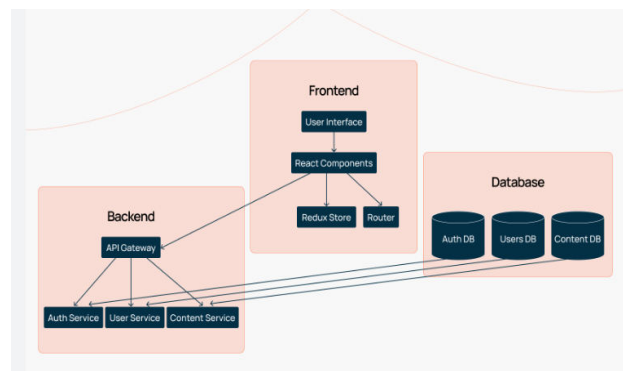 Frontend
User Interface
React Components
Redux Store
Router
Database
Auth DB
Users DB
Content DB
Backend
API Gateway
Auth Service
User Service
Content Service